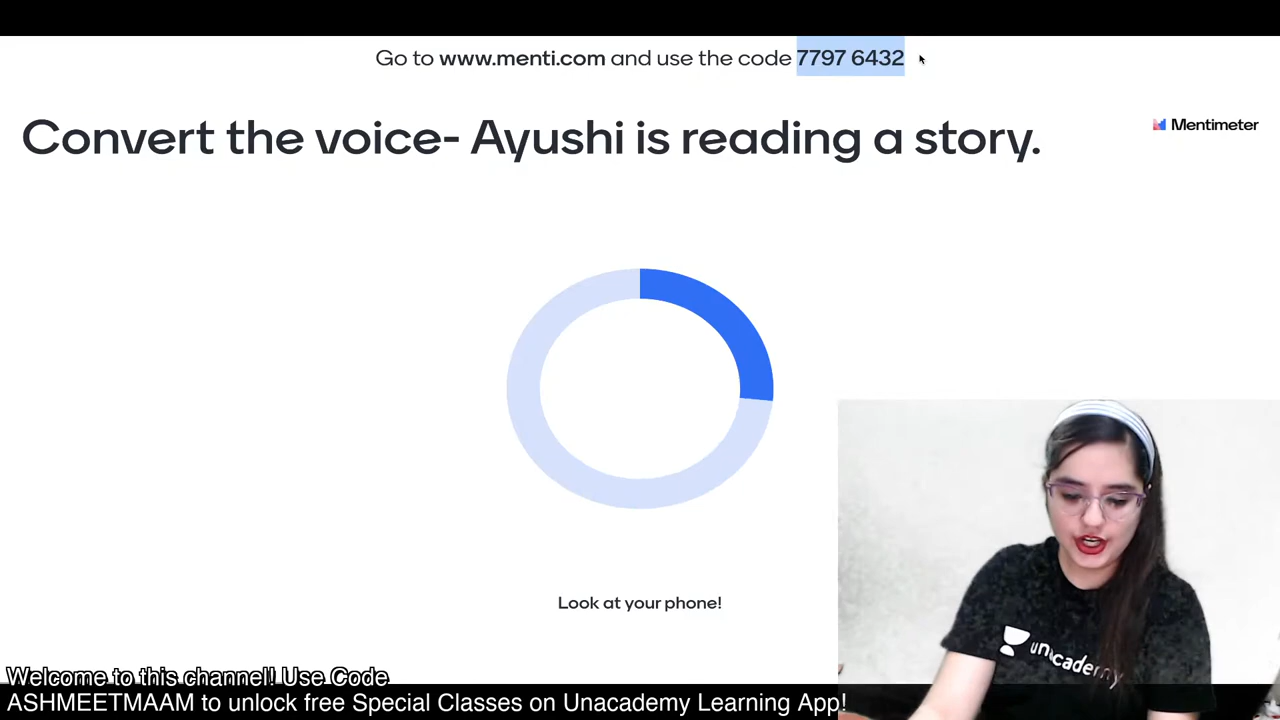 Go to www.menti.com and use the code 7797 6432
Convert the voice- Ayushi is reading a story.
Mentimeter
Look at your phone!
unacademy
Welcome to this channel! Use Code
ASHMEETMAAM to unlock free Special Classes on Unacademy Learning App!